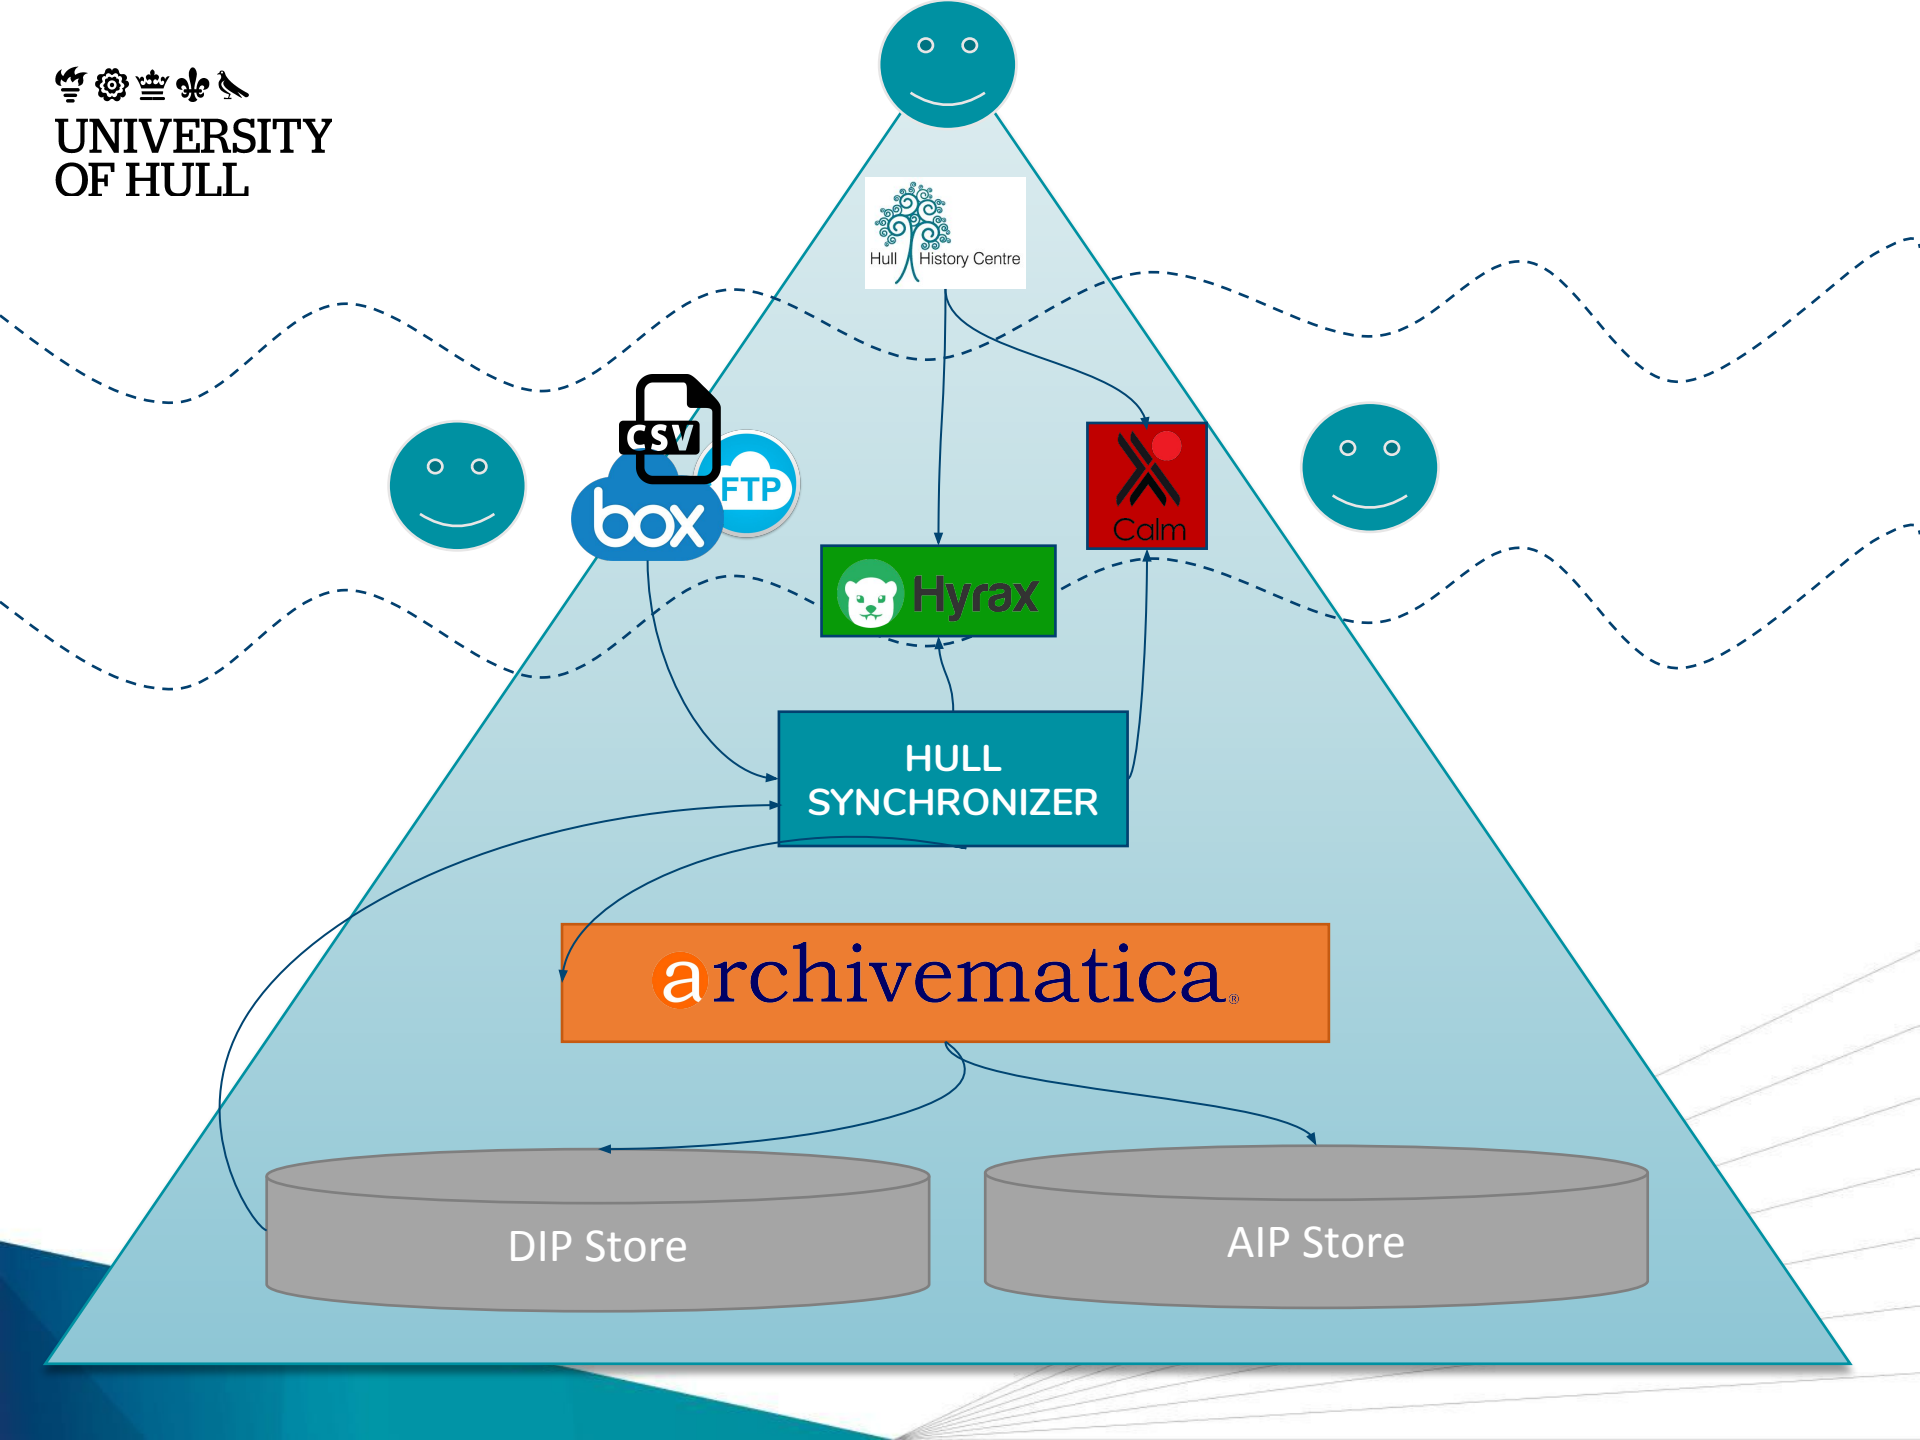 UNIVERSITY
OF HULL
Hull History Centre
CSV
FTP
box
Calm
Hyrax
HULL
SYNCHRONIZER
archivematica®
DIP Store
AIP Store